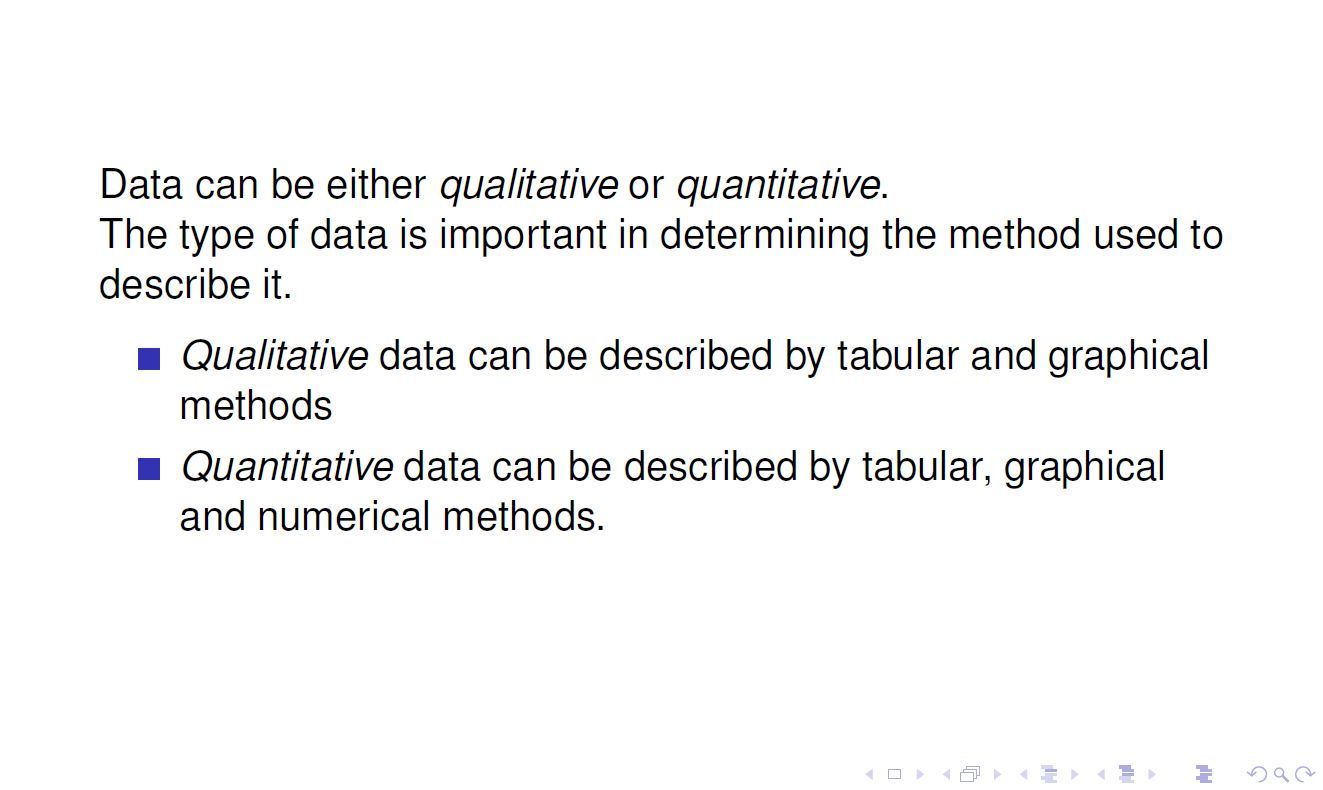 Data can be either qualitative or quantitative.
The type of data is important in determining the method used to
describe it.
Qualitative data can be described by tabular and graphical
methods
Quantitative data can be described by tabular, graphical
and numerical methods.